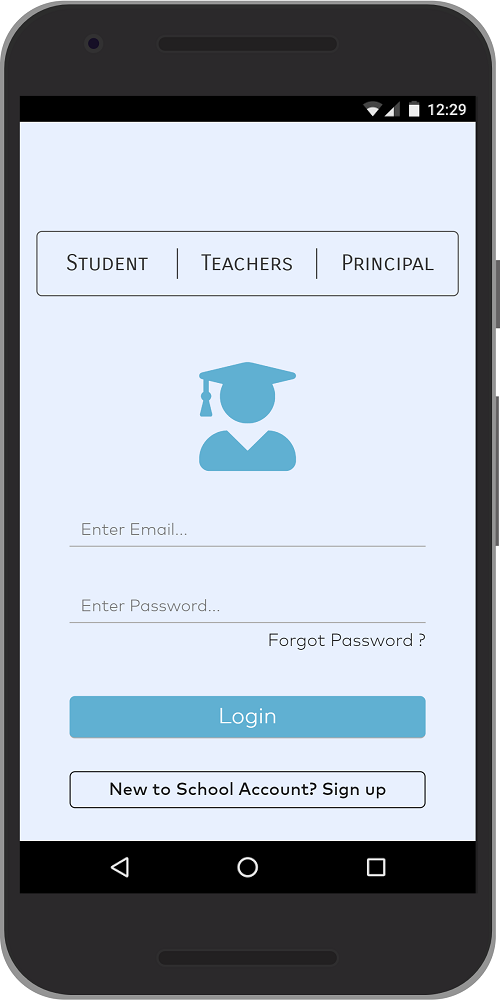 12:29
Student | Teachers | Principal
Enter Email...
Enter Password...
Forgot Password ?
Login
New to School Account? Sign up